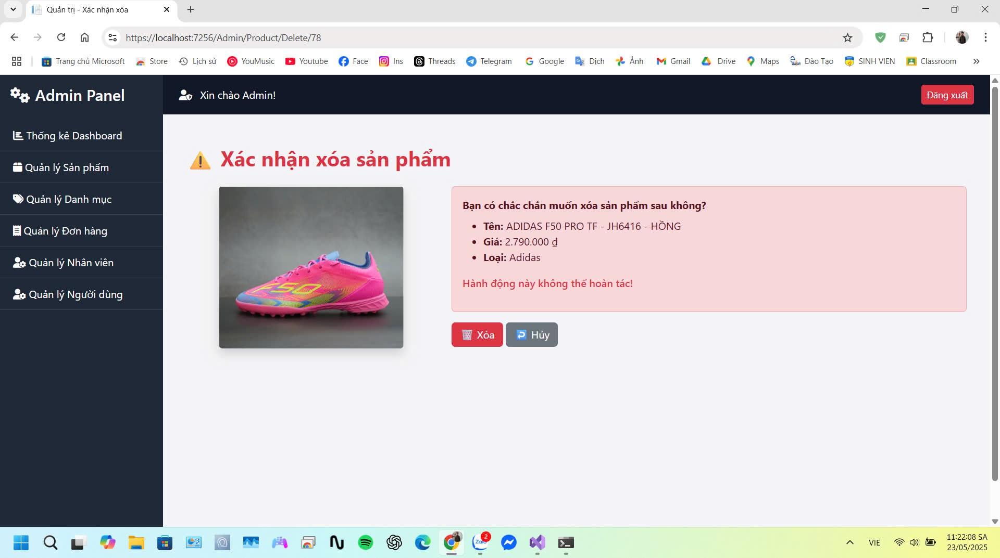 Quản trị - Xác nhận xóa
https://localhost:7256/Admin/Product/Delete/78
Trang chủ Microsoft
Store
Lịch sử
YouMusic
Youtube
Face
Ins
Threads
Telegram
Google
Dịch
Ảnh
Gmail
Drive
Maps
Đào Tạo
SINH VIEN
Classroom
Admin Panel
Xin chào Admin!
Đăng xuất
Thống kê Dashboard
Quản lý Sản phẩm
Quản lý Danh mục
Quản lý Đơn hàng
Quản lý Nhân viên
Quản lý Người dùng
Xác nhận xóa sản phẩm
F50
Bạn có chắc chắn muốn xóa sản phẩm sau không?
Tên: ADIDAS F50 PRO TF - JH6416 - HỒNG
Giá: 2.790.000 ₫
Loại: Adidas
Hành động này không thể hoàn tác!
Xóa
Hủy
Zalo
2
VIE
11:22:08 SA
23/05/2025